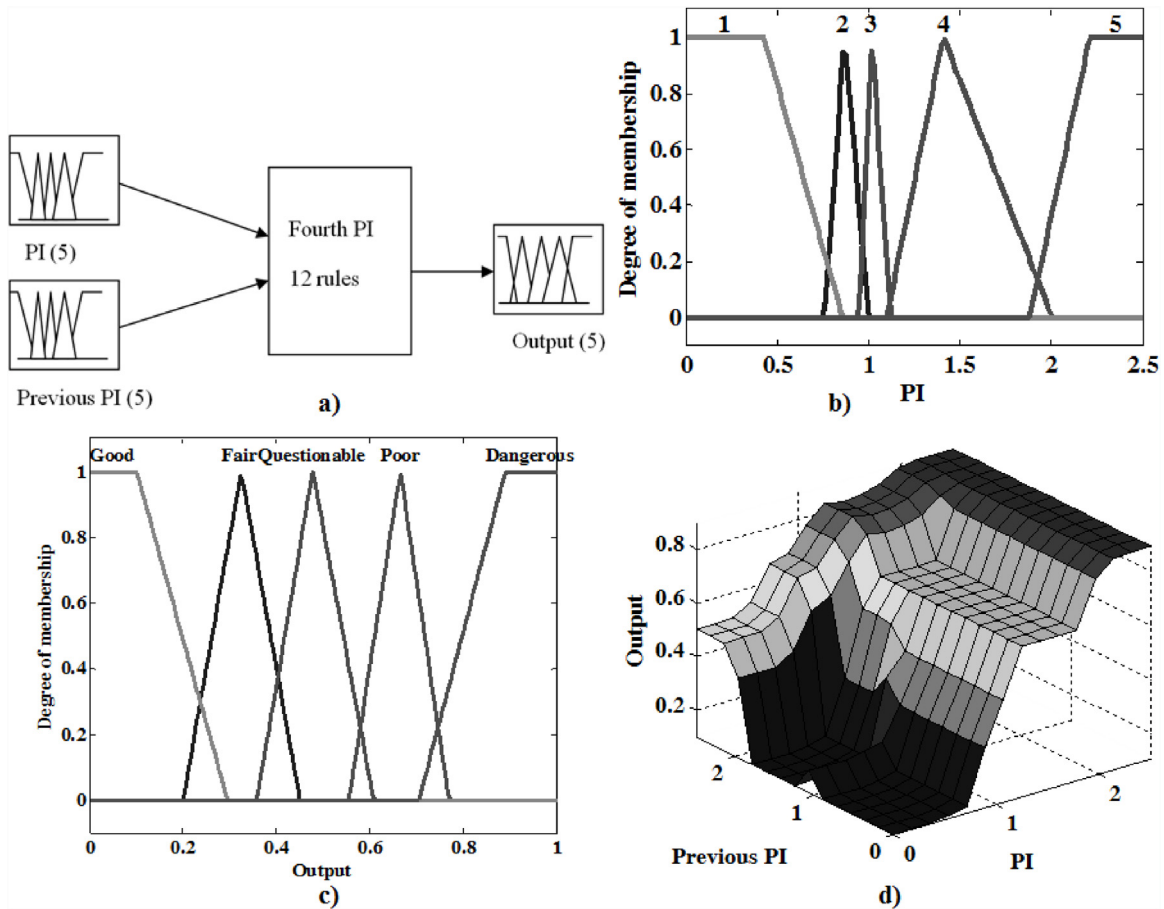 PI (5)
Previous PI (5)
Fourth PI
12 rules
Output (5)
a)
1 2 3 4 5
Degree of membership
1
0.8
0.6
0.4
0.2
0
0 0.5 1 1.5 2 2.5
PI
b)
Good Fair Questionable Poor Dangerous
Degree of membership
1
0.8
0.6
0.4
0.2
0
0 0.2 0.4 0.6 0.8 1
Output
c)
Output
0.8
0.6
0.4
0.2
2
1
0
0
1
2
Previous PI
PI
d)